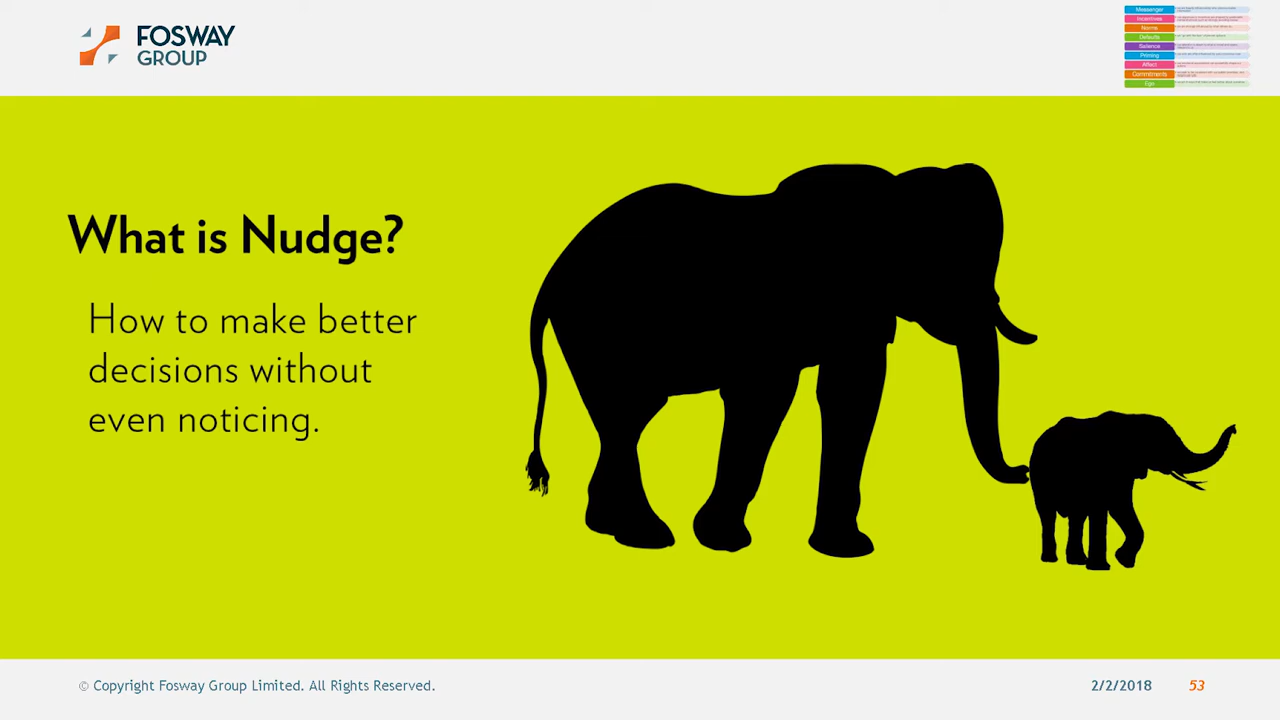 FOSWAY
GROUP
Messenger
Incentives
Norms
Defaults
Salience
Priming
Affect
Commitments
Ego
What is Nudge?
How to make better
decisions without
even noticing.
© Copyright Fosway Group Limited. All Rights Reserved.
2/2/2018
53